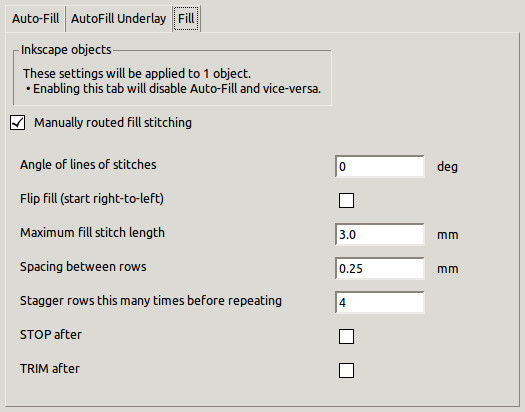 Auto-Fill AutoFill Underlay Fill
Inkscape objects
These settings will be applied to 1 object.
• Enabling this tab will disable Auto-Fill and vice-versa.
Manually routed fill stitching
Angle of lines of stitches 0 deg
Flip fill (start right-to-left)
Maximum fill stitch length 3.0 mm
Spacing between rows 0.25 mm
Stagger rows this many times before repeating 4
STOP after
TRIM after